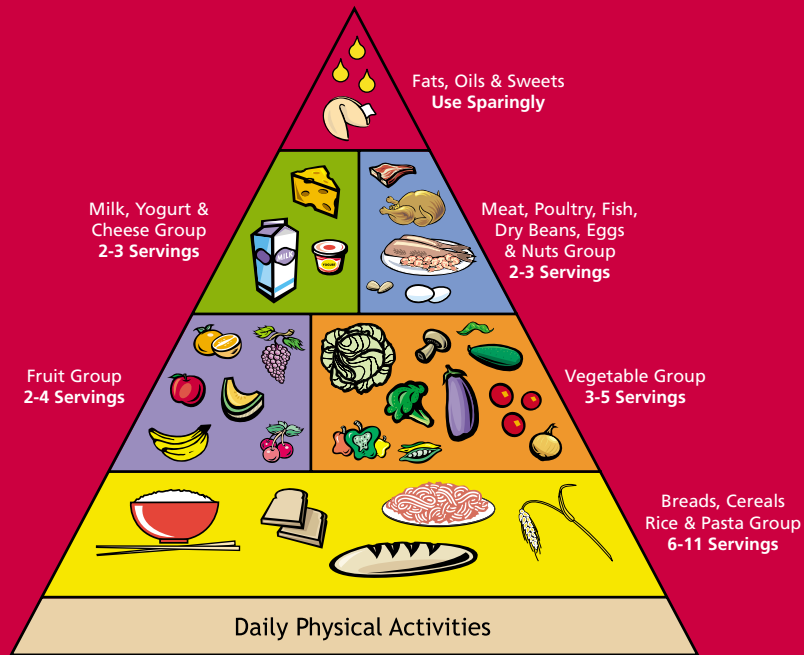 Fats, Oils & Sweets
Use Sparingly
Milk, Yogurt &
Cheese Group
2-3 Servings
MILK
YOGURT
Meat, Poultry, Fish,
Dry Beans, Eggs
& Nuts Group
2-3 Servings
Fruit Group
2-4 Servings
Vegetable Group
3-5 Servings
Breads, Cereals
Rice & Pasta Group
6-11 Servings
Daily Physical Activities